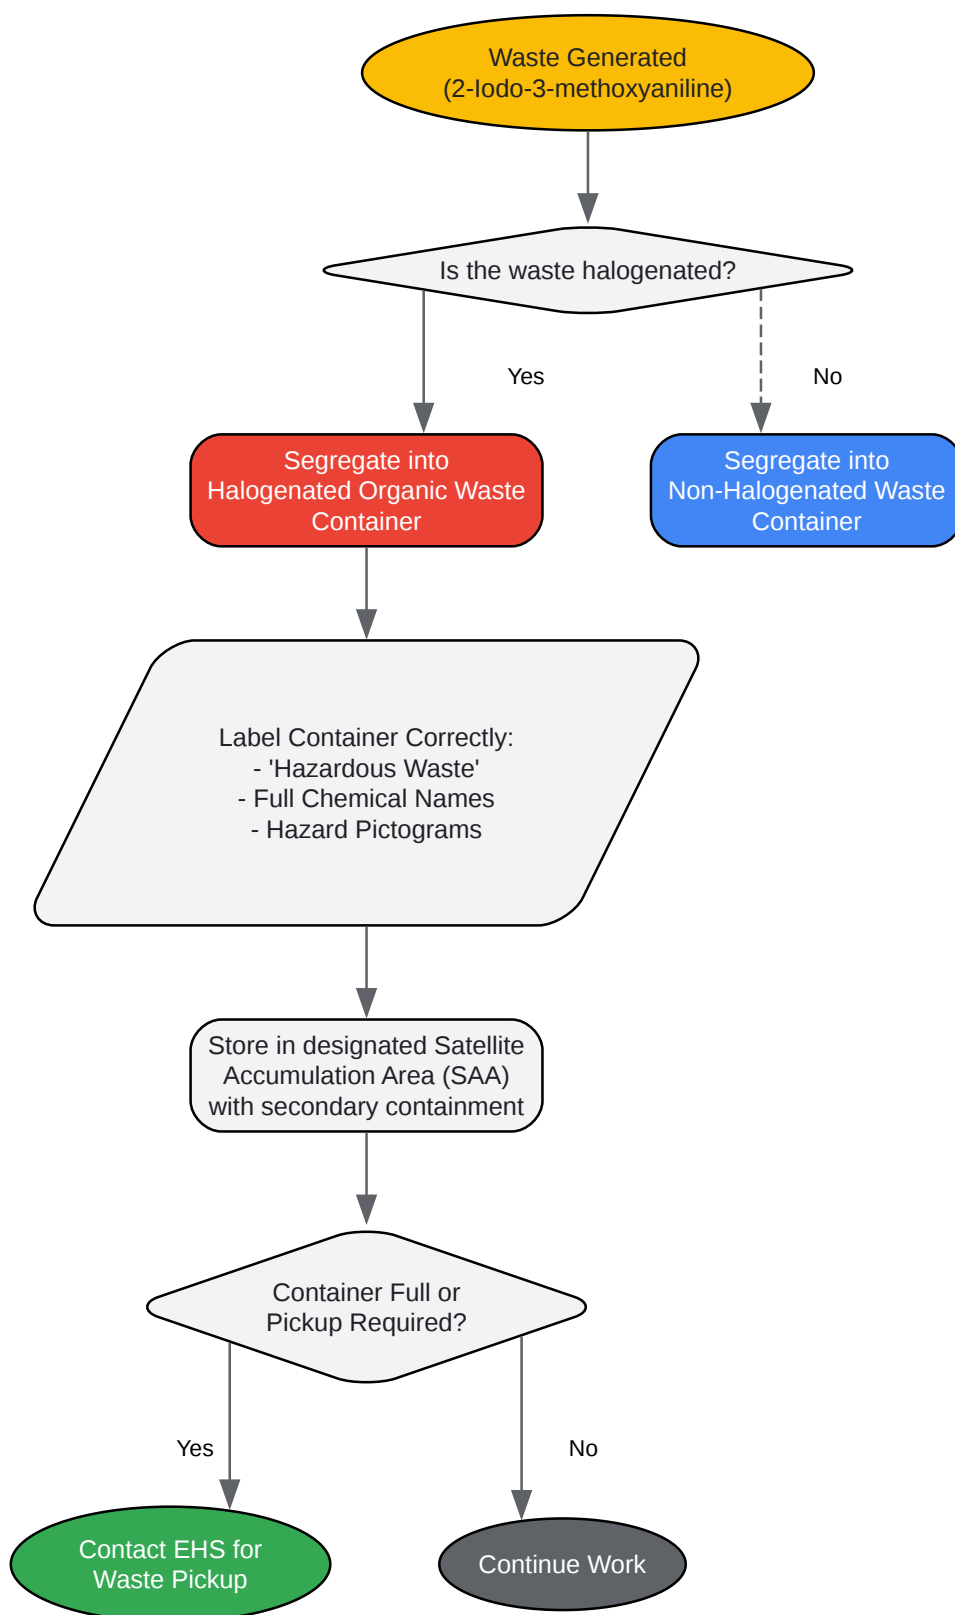 Waste Generated
(2-Iodo-3-methoxyaniline)
Is the waste halogenated?
Yes
No
Segregate into
Halogenated Organic Waste
Container
Segregate into
Non-Halogenated Waste
Container
Label Container Correctly:
- 'Hazardous Waste'
- Full Chemical Names
- Hazard Pictograms
Store in designated Satellite
Accumulation Area (SAA)
with secondary containment
Container Full or
Pickup Required?
Yes
No
Contact EHS for
Waste Pickup
Continue Work